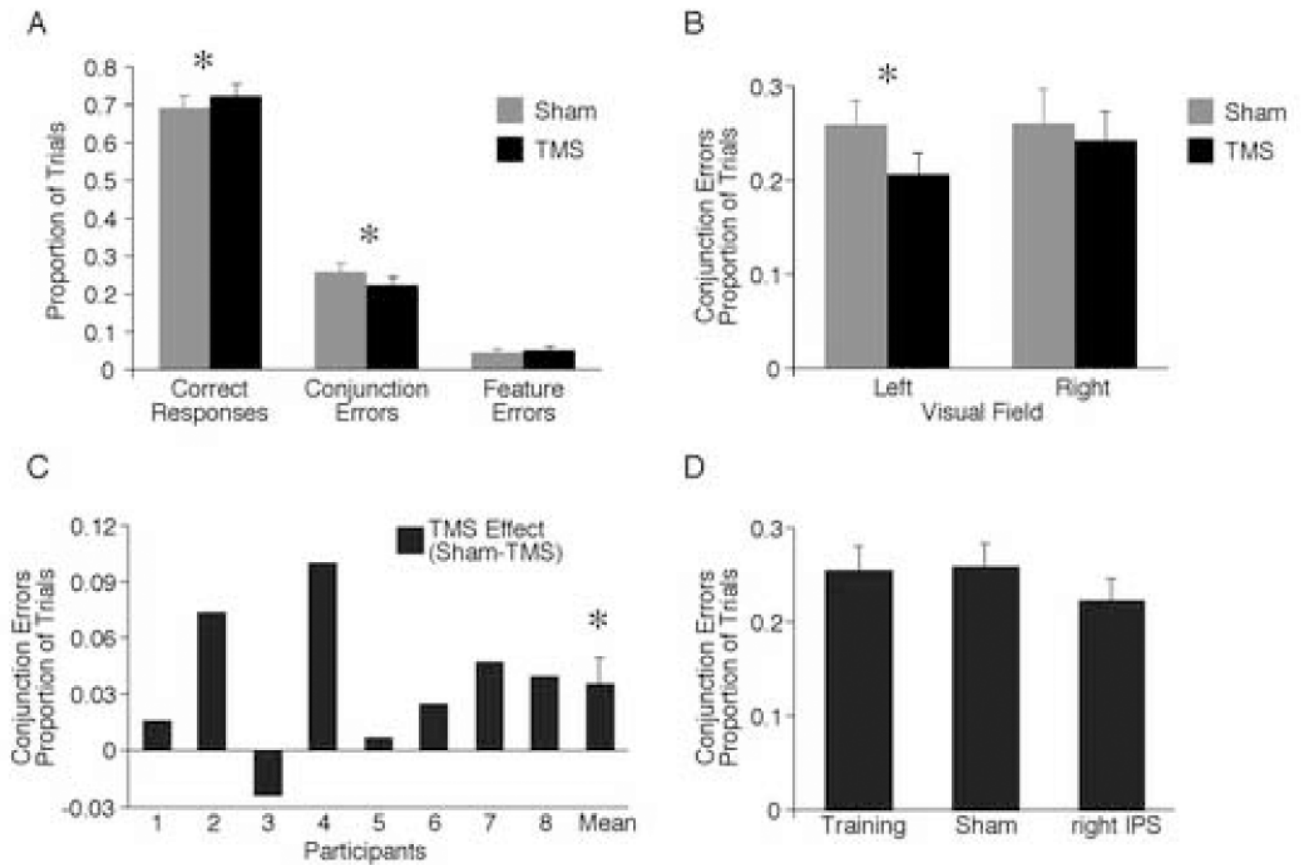 A
*
*
0.8
0.7
0.6
0.5
0.4
0.3
0.2
0.1
0
Proportion of Trials
Sham
TMS
Correct
Responses
Conjunction
Errors
Feature
Errors
B
*
0.3
0.2
0.1
0
Conjunction Errors
Proportion of Trials
Sham
TMS
Left
Right
Visual Field
C
0.12
0.09
0.06
0.03
0
-0.03
Conjunction Errors
Proportion of Trials
TMS Effect
(Sham-TMS)
*
1 2 3 4 5 6 7 8 Mean
Participants
D
0.3
0.2
0.1
0
Conjunction Errors
Proportion of Trials
Training Sham right IPS